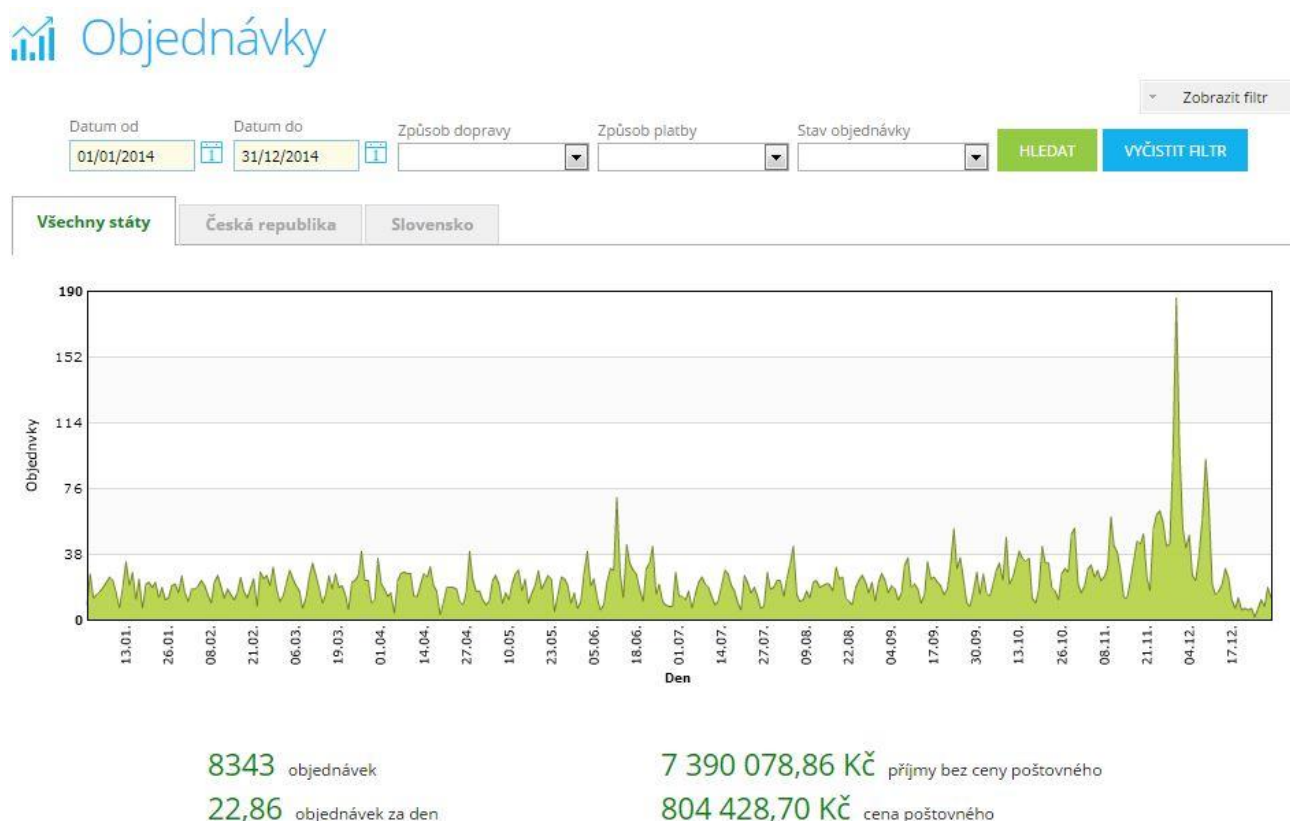 Objednávky
Zobrazit filtr
Datum od Datum do Způsob dopravy Způsob platby Stav objednávky
01/01/2014 31/12/2014 HLEDAT VYČISTIT FILTR
Všechny státy Česká republika Slovensko
190
152
114
76
38
0
Objednvky
13.01. 26.01. 08.02. 21.02. 06.03. 19.03. 01.04. 14.04. 27.04. 10.05. 23.05. 05.06. 18.06. 01.07. 14.07. 27.07. 09.08. 22.08. 04.09. 17.09. 30.09. 13.10. 26.10. 08.11. 21.11. 04.12. 17.12.
Den
8343 objednávek 7 390 078,86 Kč příjmy bez ceny poštovného
22,86 objednávek za den 804 428,70 Kč cena poštovného